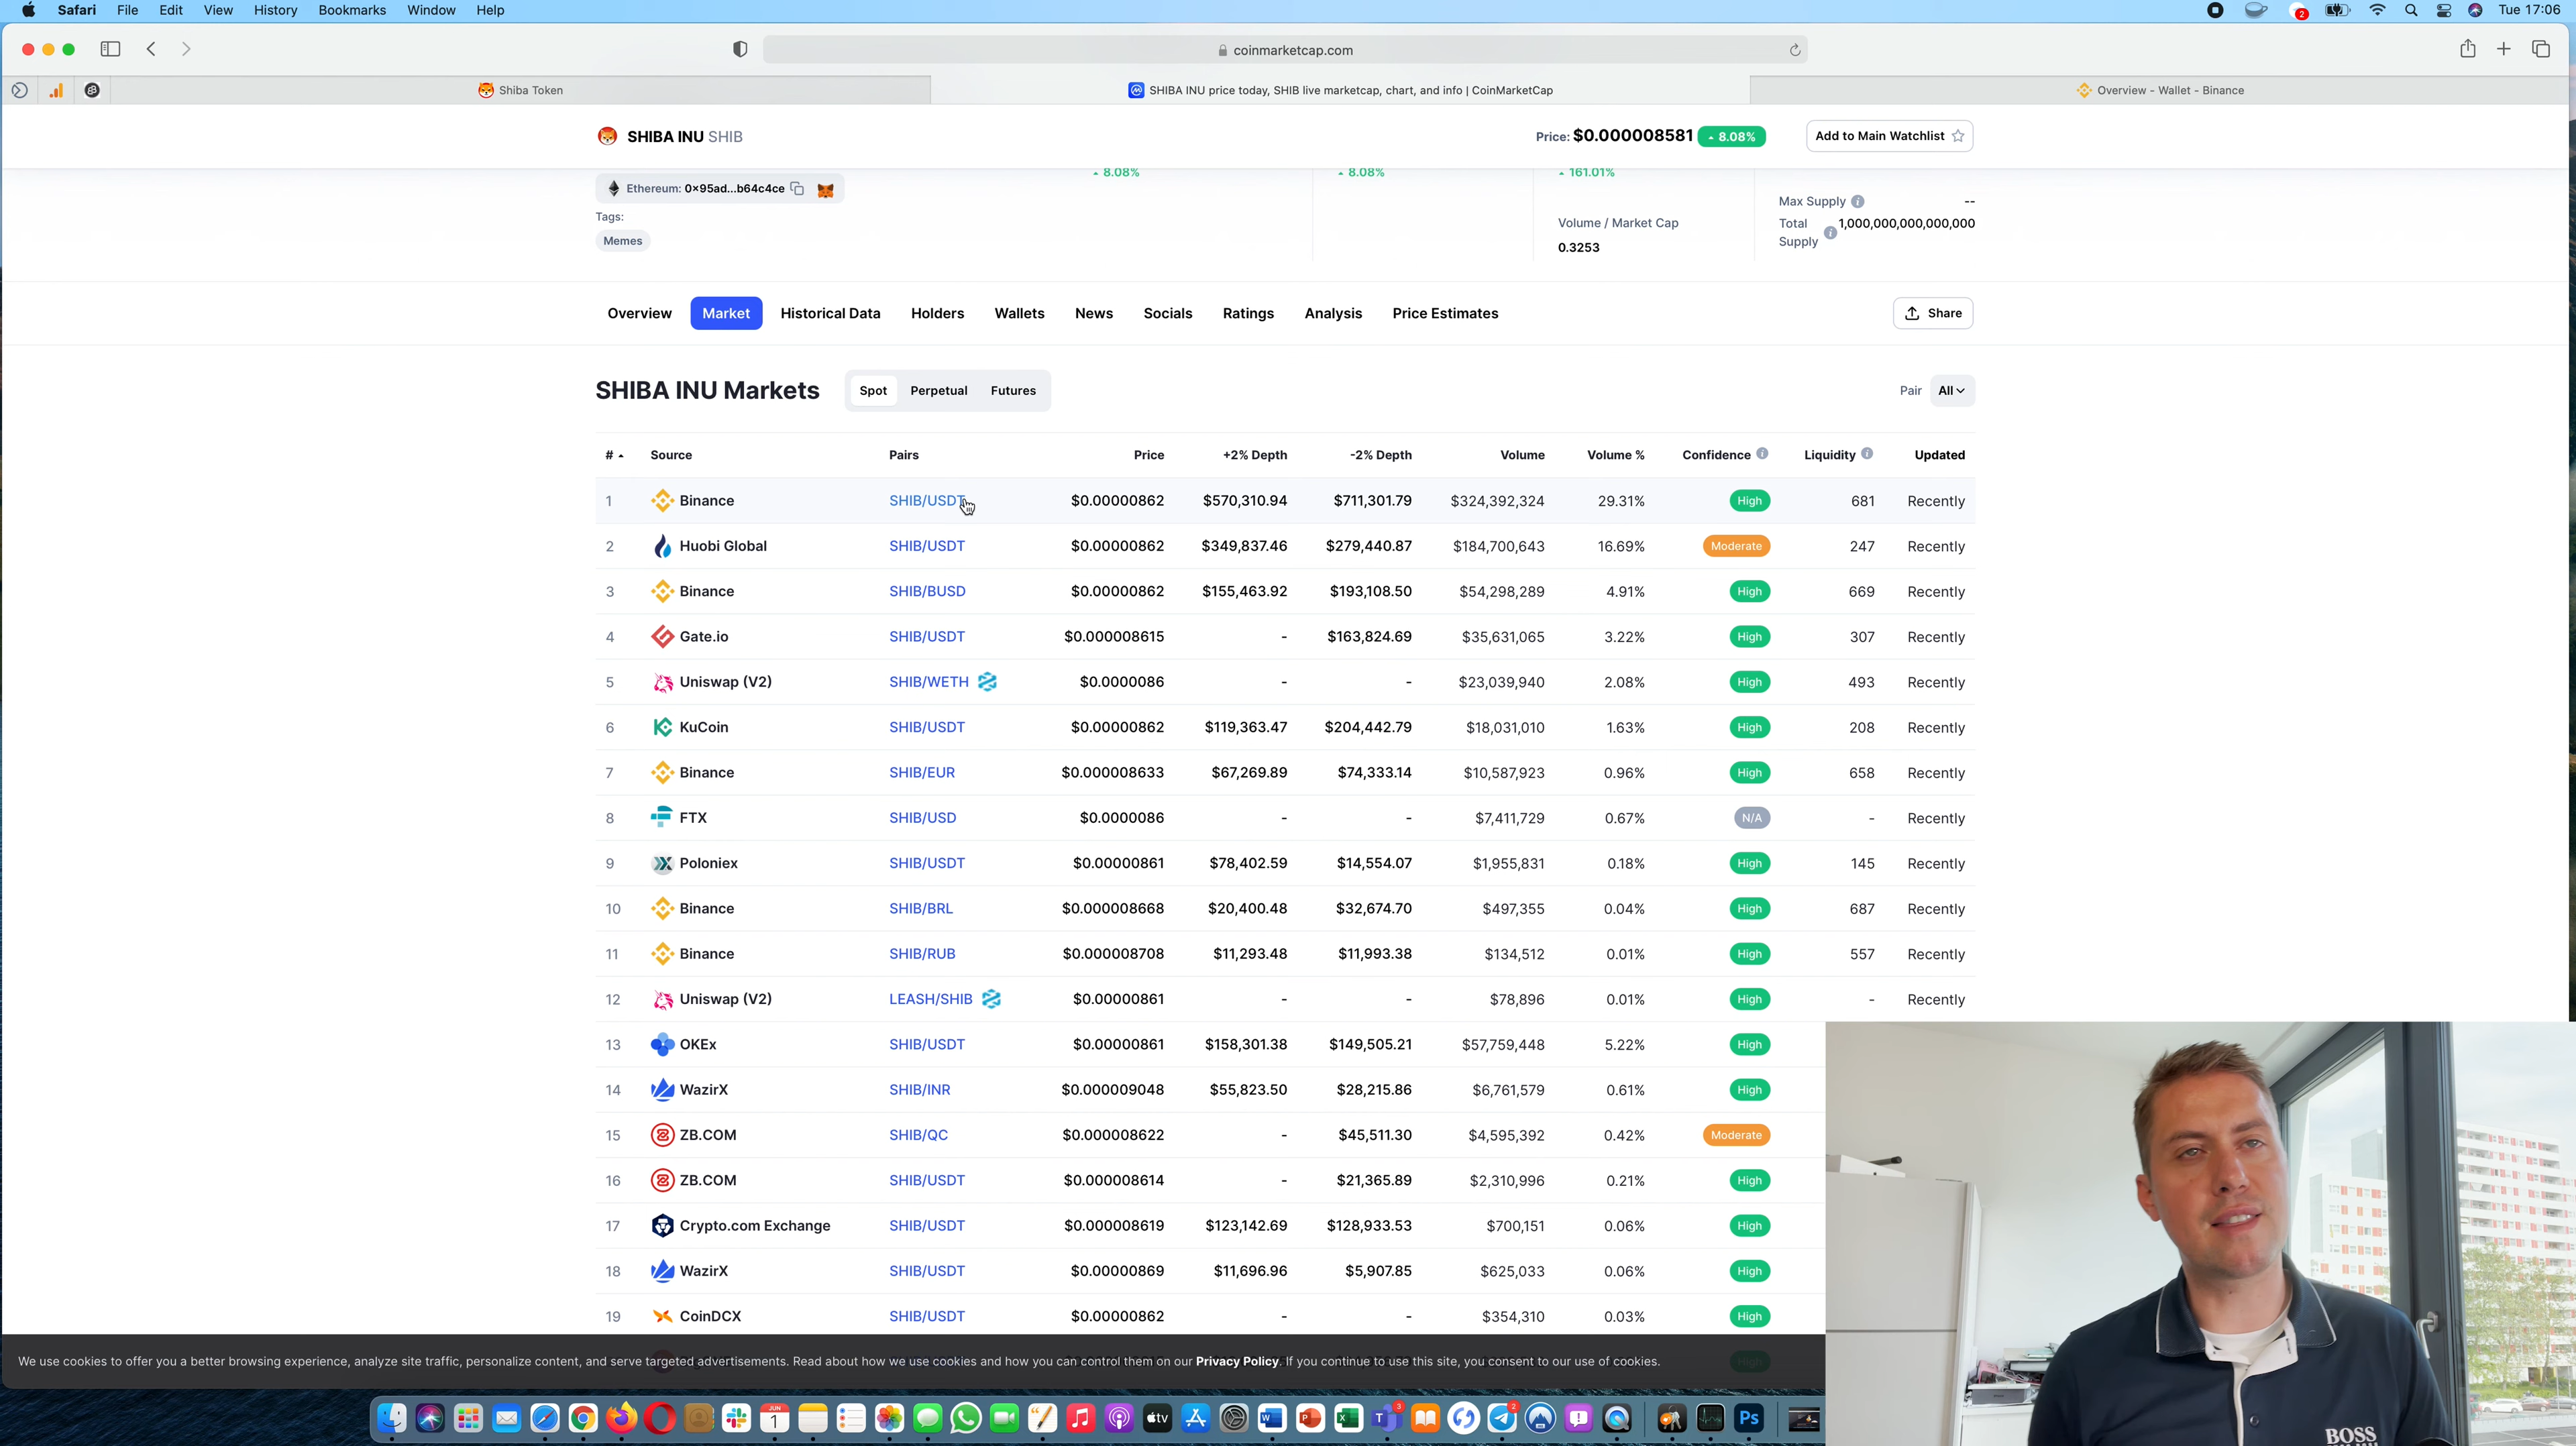 Safari File Edit View History Bookmarks Window Help 2 Tue 17:06
coinmarketcap.com
Shiba Token SHIBA INU price today, SHIB live marketcap, chart, and info | CoinMarketCap Overview - Wallet - Binance
SHIBA INU SHIB Price: $0.000008581 8.08% Add to Main Watchlist
8.08% 8.08% 161.01%
Ethereum: 0x95ad...b64c4ce
Max Supply --
Tags:
Volume / Market Cap
Total Supply 1,000,000,000,000,000
Memes
0.3253
Overview Market Historical Data Holders Wallets News Socials Ratings Analysis Price Estimates Share
SHIBA INU Markets Spot Perpetual Futures Pair All
# Source Pairs Price +2% Depth -2% Depth Volume Volume % Confidence Liquidity Updated
1 Binance SHIB/USDT $0.00000862 $570,310.94 $711,301.79 $324,392,324 29.31% High 681 Recently
2 Huobi Global SHIB/USDT $0.00000862 $349,837.46 $279,440.87 $184,700,643 16.69% Moderate 247 Recently
3 Binance SHIB/BUSD $0.00000862 $155,463.92 $193,108.50 $54,298,289 4.91% High 669 Recently
4 Gate.io SHIB/USDT $0.000008615 - $163,824.69 $35,631,065 3.22% High 307 Recently
5 Uniswap (V2) SHIB/WETH $0.0000086 - - $23,039,940 2.08% High 493 Recently
6 KuCoin SHIB/USDT $0.00000862 $119,363.47 $204,442.79 $18,031,010 1.63% High 208 Recently
7 Binance SHIB/EUR $0.000008633 $67,269.89 $74,333.14 $10,587,923 0.96% High 658 Recently
8 FTX SHIB/USD $0.0000086 - - $7,411,729 0.67% N/A - Recently
9 Poloniex SHIB/USDT $0.00000861 $78,402.59 $14,554.07 $1,955,831 0.18% High 145 Recently
10 Binance SHIB/BRL $0.000008668 $20,400.48 $32,674.70 $497,355 0.04% High 687 Recently
11 Binance SHIB/RUB $0.000008708 $11,293.48 $11,993.38 $134,512 0.01% High 557 Recently
12 Uniswap (V2) LEASH/SHIB $0.00000861 - - $78,896 0.01% High - Recently
13 OKEx SHIB/USDT $0.00000861 $158,301.38 $149,505.21 $57,759,448 5.22% High
14 WazirX SHIB/INR $0.000009048 $55,823.50 $28,215.86 $6,761,579 0.61% High
15 ZB.COM SHIB/QC $0.000008622 - $45,511.30 $4,595,392 0.42% Moderate
16 ZB.COM SHIB/USDT $0.000008614 - $21,365.89 $2,310,996 0.21% High
17 Crypto.com Exchange SHIB/USDT $0.000008619 $123,142.69 $128,933.53 $700,151 0.06% High
18 WazirX SHIB/USDT $0.00000869 $11,696.96 $5,907.85 $625,033 0.06% High
19 CoinDCX SHIB/USDT $0.00000862 - - $354,310 0.03% High
We use cookies to offer you a better browsing experience, analyze site traffic, personalize content, and serve targeted advertisements. Read about how we use cookies and how you can control them on our Privacy Policy. If you continue to use this site, you consent to our use of cookies.
JUN 1 tv W P X T 3 2 Ps
BOSS